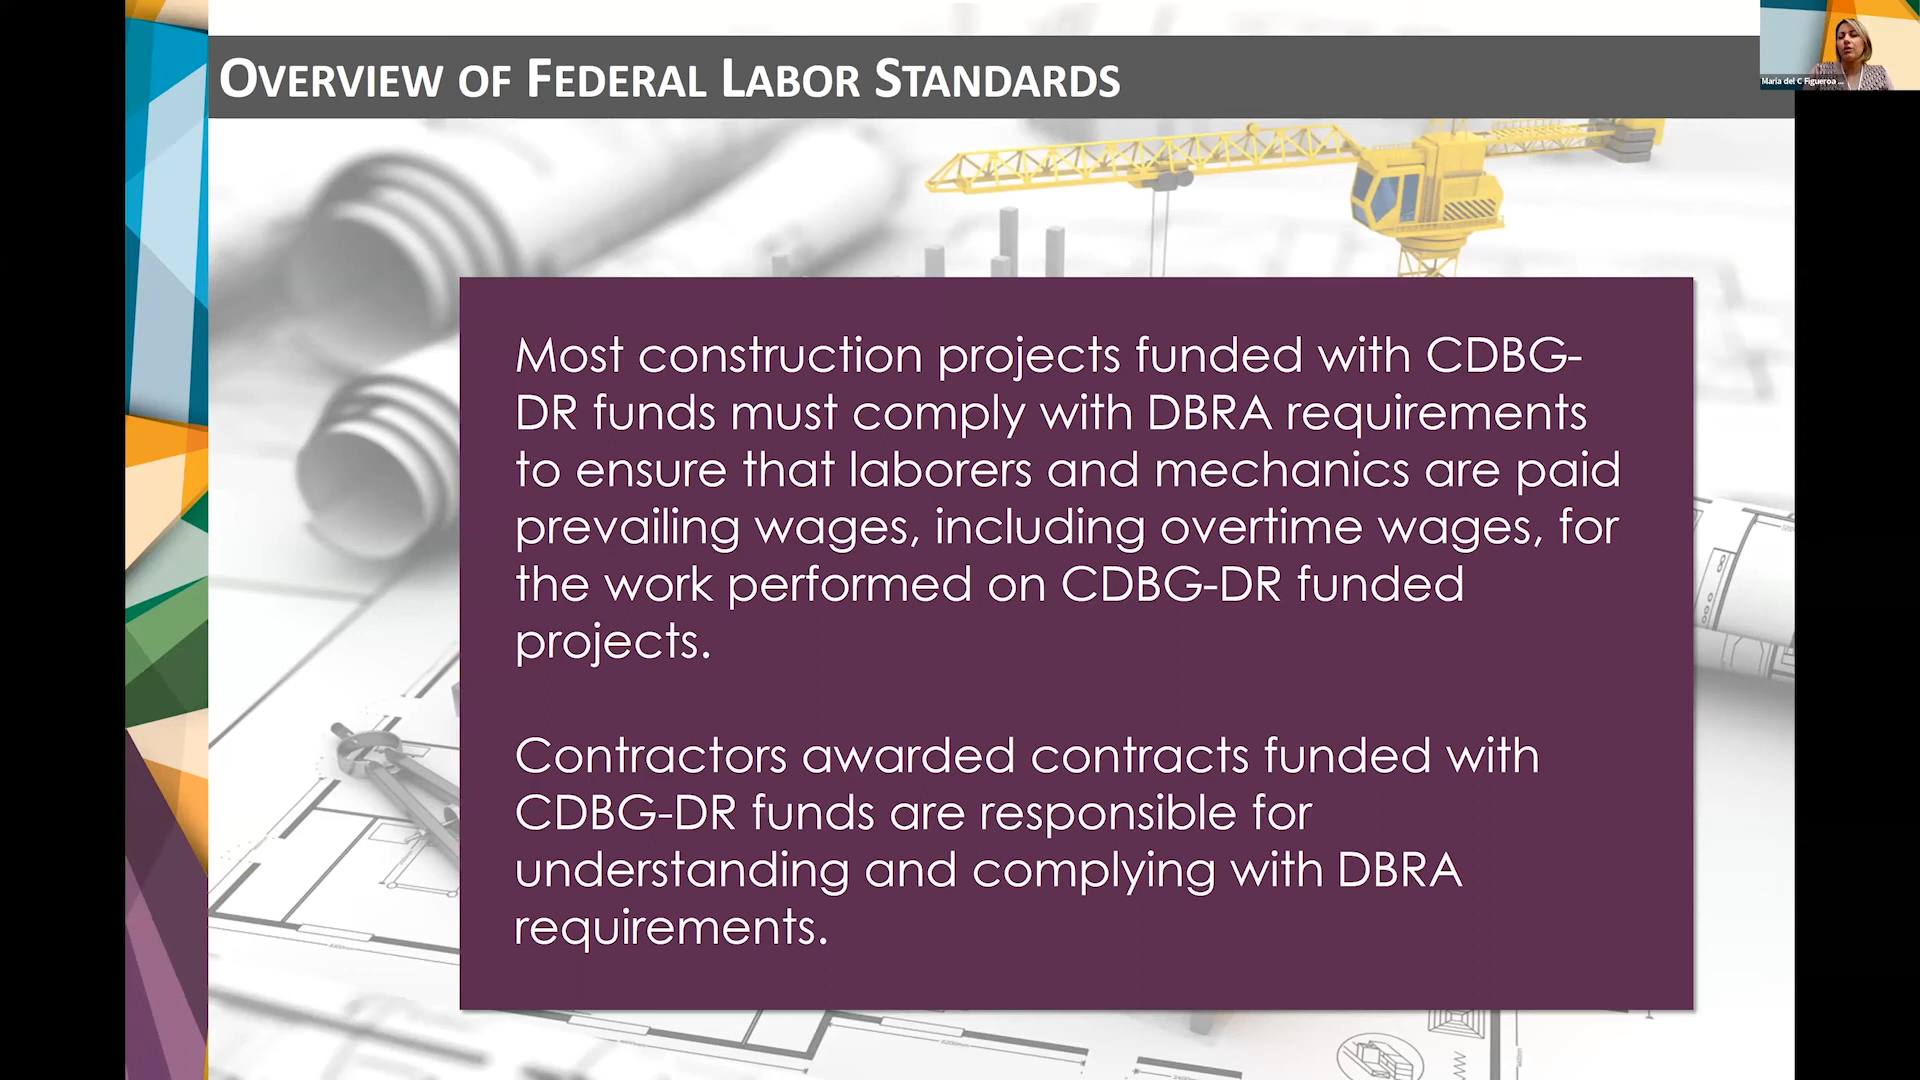 OVERVIEW OF FEDERAL LABOR STANDARDS
Maria del C Figueroa ...
Most construction projects funded with CDBG-
DR funds must comply with DBRA requirements
to ensure that laborers and mechanics are paid
prevailing wages, including overtime wages, for
the work performed on CDBG-DR funded
projects.
Contractors awarded contracts funded with
CDBG-DR funds are responsible for
understanding and complying with DBRA
requirements.